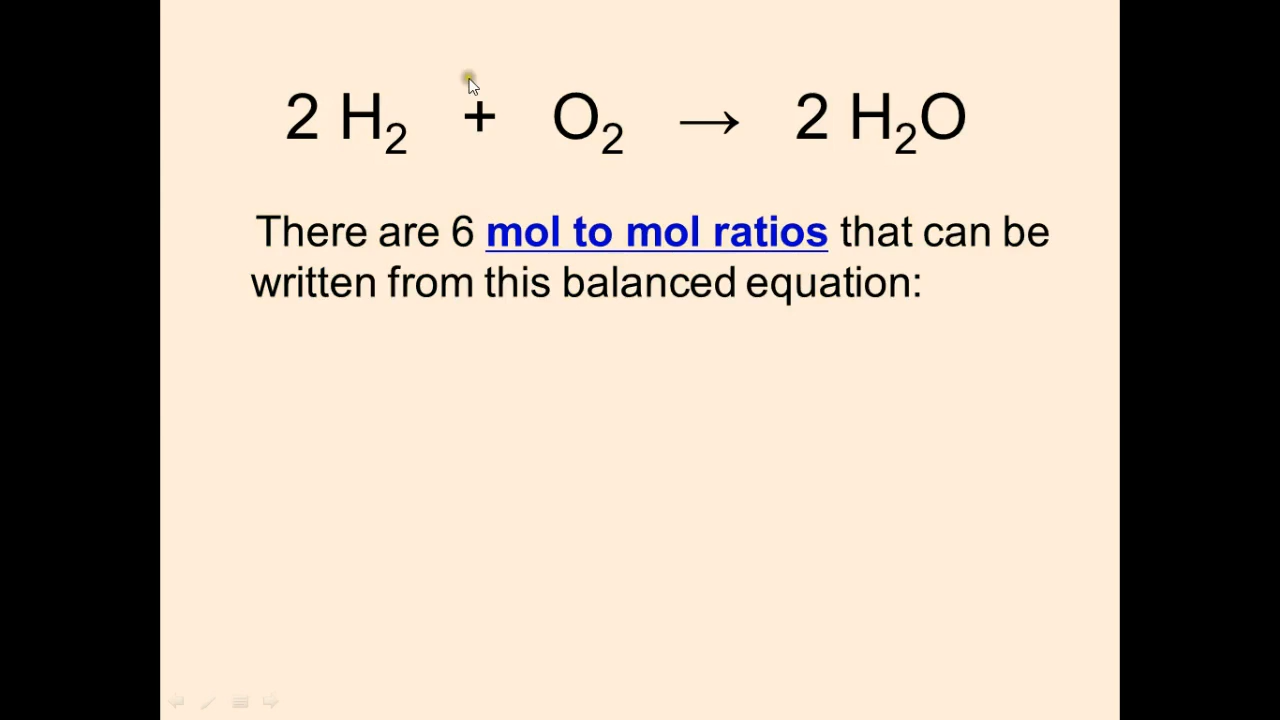 2 H₂ + O₂ → 2 H₂O
There are 6 mol to mol ratios that can be
written from this balanced equation: